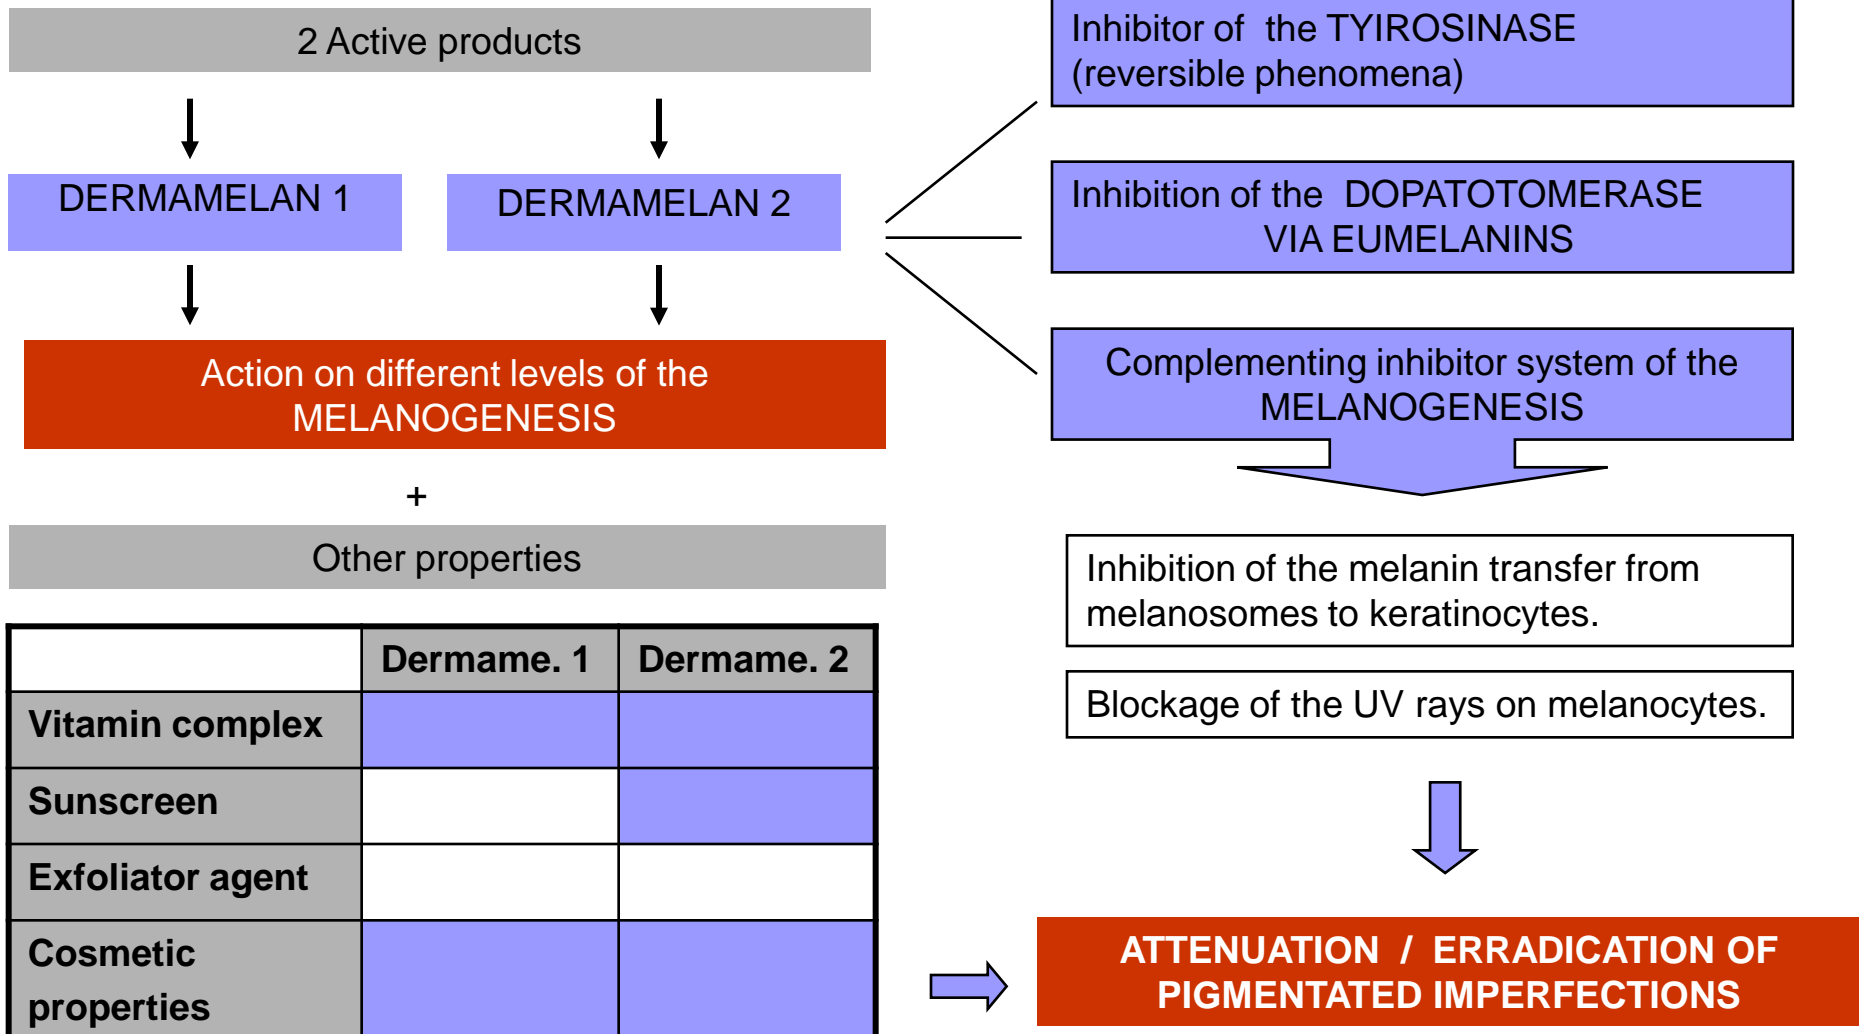 2 Active products
DERMAMELAN 1
DERMAMELAN 2
Action on different levels of the
MELANOGENESIS
+
Other properties
Dermame. 1
Dermame. 2
Vitamin complex
Sunscreen
Exfoliator agent
Cosmetic
properties
Inhibitor of the TYIROSINASE
(reversible phenomena)
Inhibition of the DOPATOTOMERASE
VIA EUMELANINS
Complementing inhibitor system of the
MELANOGENESIS
Inhibition of the melanin transfer from
melanosomes to keratinocytes.
Blockage of the UV rays on melanocytes.
ATTENUATION / ERRADICATION OF
PIGMENTATED IMPERFECTIONS